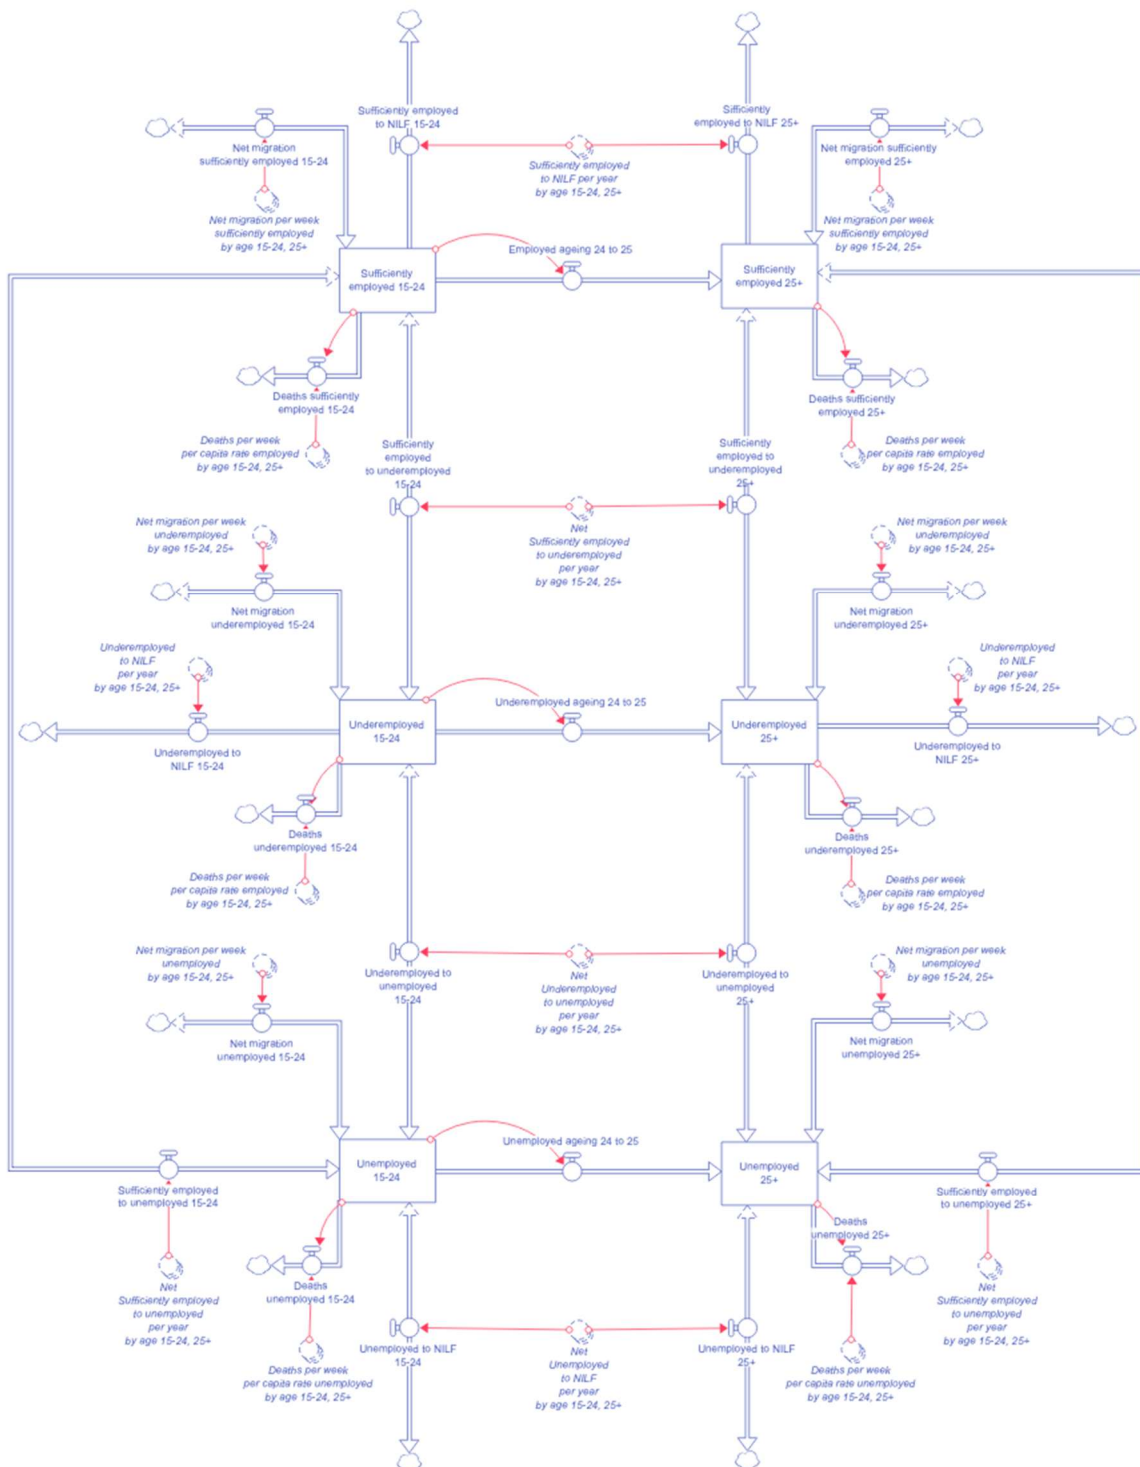 Sufficiently employed
to NILF 15-24
Sifficiently
employed to NILF 25+
Net migration
sufficiently employed 15-24
Sufficiently employed
to NILF per year
by age 15-24, 25+
Net migration sufficiently
employed 25+
Net migration per week
sufficiently employed
by age 15-24, 25+
Net migration per week
sufficiently employed
by age 15-24, 25+
Employed ageing 24 to 25
Sufficiently
employed 15-24
Sufficiently
employed 25+
Deaths sufficiently
employed 15-24
Deaths sufficiently
employed 25+
Deaths per week
per capita rate employed
by age 15-24, 25+
Sufficiently
employed
to underemployed
15-24
Sufficiently
employed to
underemployed
25+
Deaths per week
per capita rate employed
by age 15-24, 25+
Net migration per week
underemployed
by age 15-24, 25+
Net
Sufficiently employed
to underemployed
per year
by age 15-24, 25+
Net migration per week
underemployed
by age 15-24, 25+
Net migration
underemployed 15-24
Net migration
underemployed 25+
Underemployed
to NILF
per year
by age 15-24, 25+
Underemployed
to NILF
per year
by age 15-24, 25+
Underemployed ageing 24 to 25
Underemployed
15-24
Underemployed
25+
Underemployed to
NILF 15-24
Underemployed to
NILF 25+
Deaths
underemployed 15-24
Deaths
underemployed 25+
Deaths per week
per capita rate employed
by age 15-24, 25+
Deaths per week
per capita rate employed
by age 15-24, 25+
Net migration per week
unemployed
by age 15-24, 25+
Underemployed to
unemployed
15-24
Net
Underemployed
to unemployed
per year
by age 15-24, 25+
Underemployed to
unemployed
25+
Net migration per week
unemployed
by age 15-24, 25+
Net migration
unemployed 15-24
Net migration
unemployed 25+
Unemployed ageing 24 to 25
Unemployed
15-24
Unemployed
25+
Sufficiently employed
to unemployed 15-24
Sufficiently employed
to unemployed 25+
Deaths
unemployed 25+
Net
Sufficiently employed
to unemployed
per year
by age 15-24, 25+
Deaths
unemployed 15-24
Net
Sufficiently employed
to unemployed
per year
by age 15-24, 25+
Unemployed to NILF
15-24
Net
Unemployed
to NILF
per year
by age 15-24, 25+
Unemployed to NILF
25+
Deaths per week
per capita rate unemployed
by age 15-24, 25+
Deaths per week
per capita rate unemployed
by age 15-24, 25+